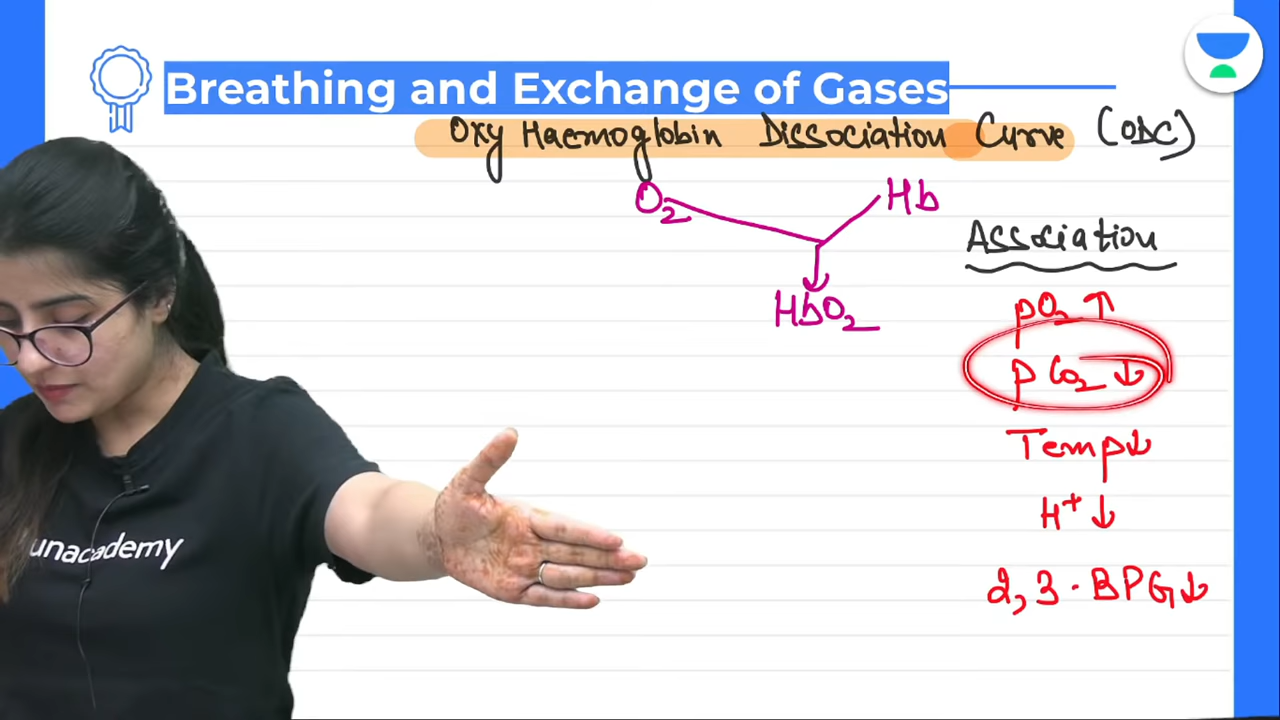 Breathing and Exchange of Gases
Oxy Haemoglobin Dissociation Curve (ODC)
O₂ Hb
HbO₂
Association
pO₂ ↑
pCo₂ ↓
Temp ↓
H⁺ ↓
2,3-BPG ↓
unacademy